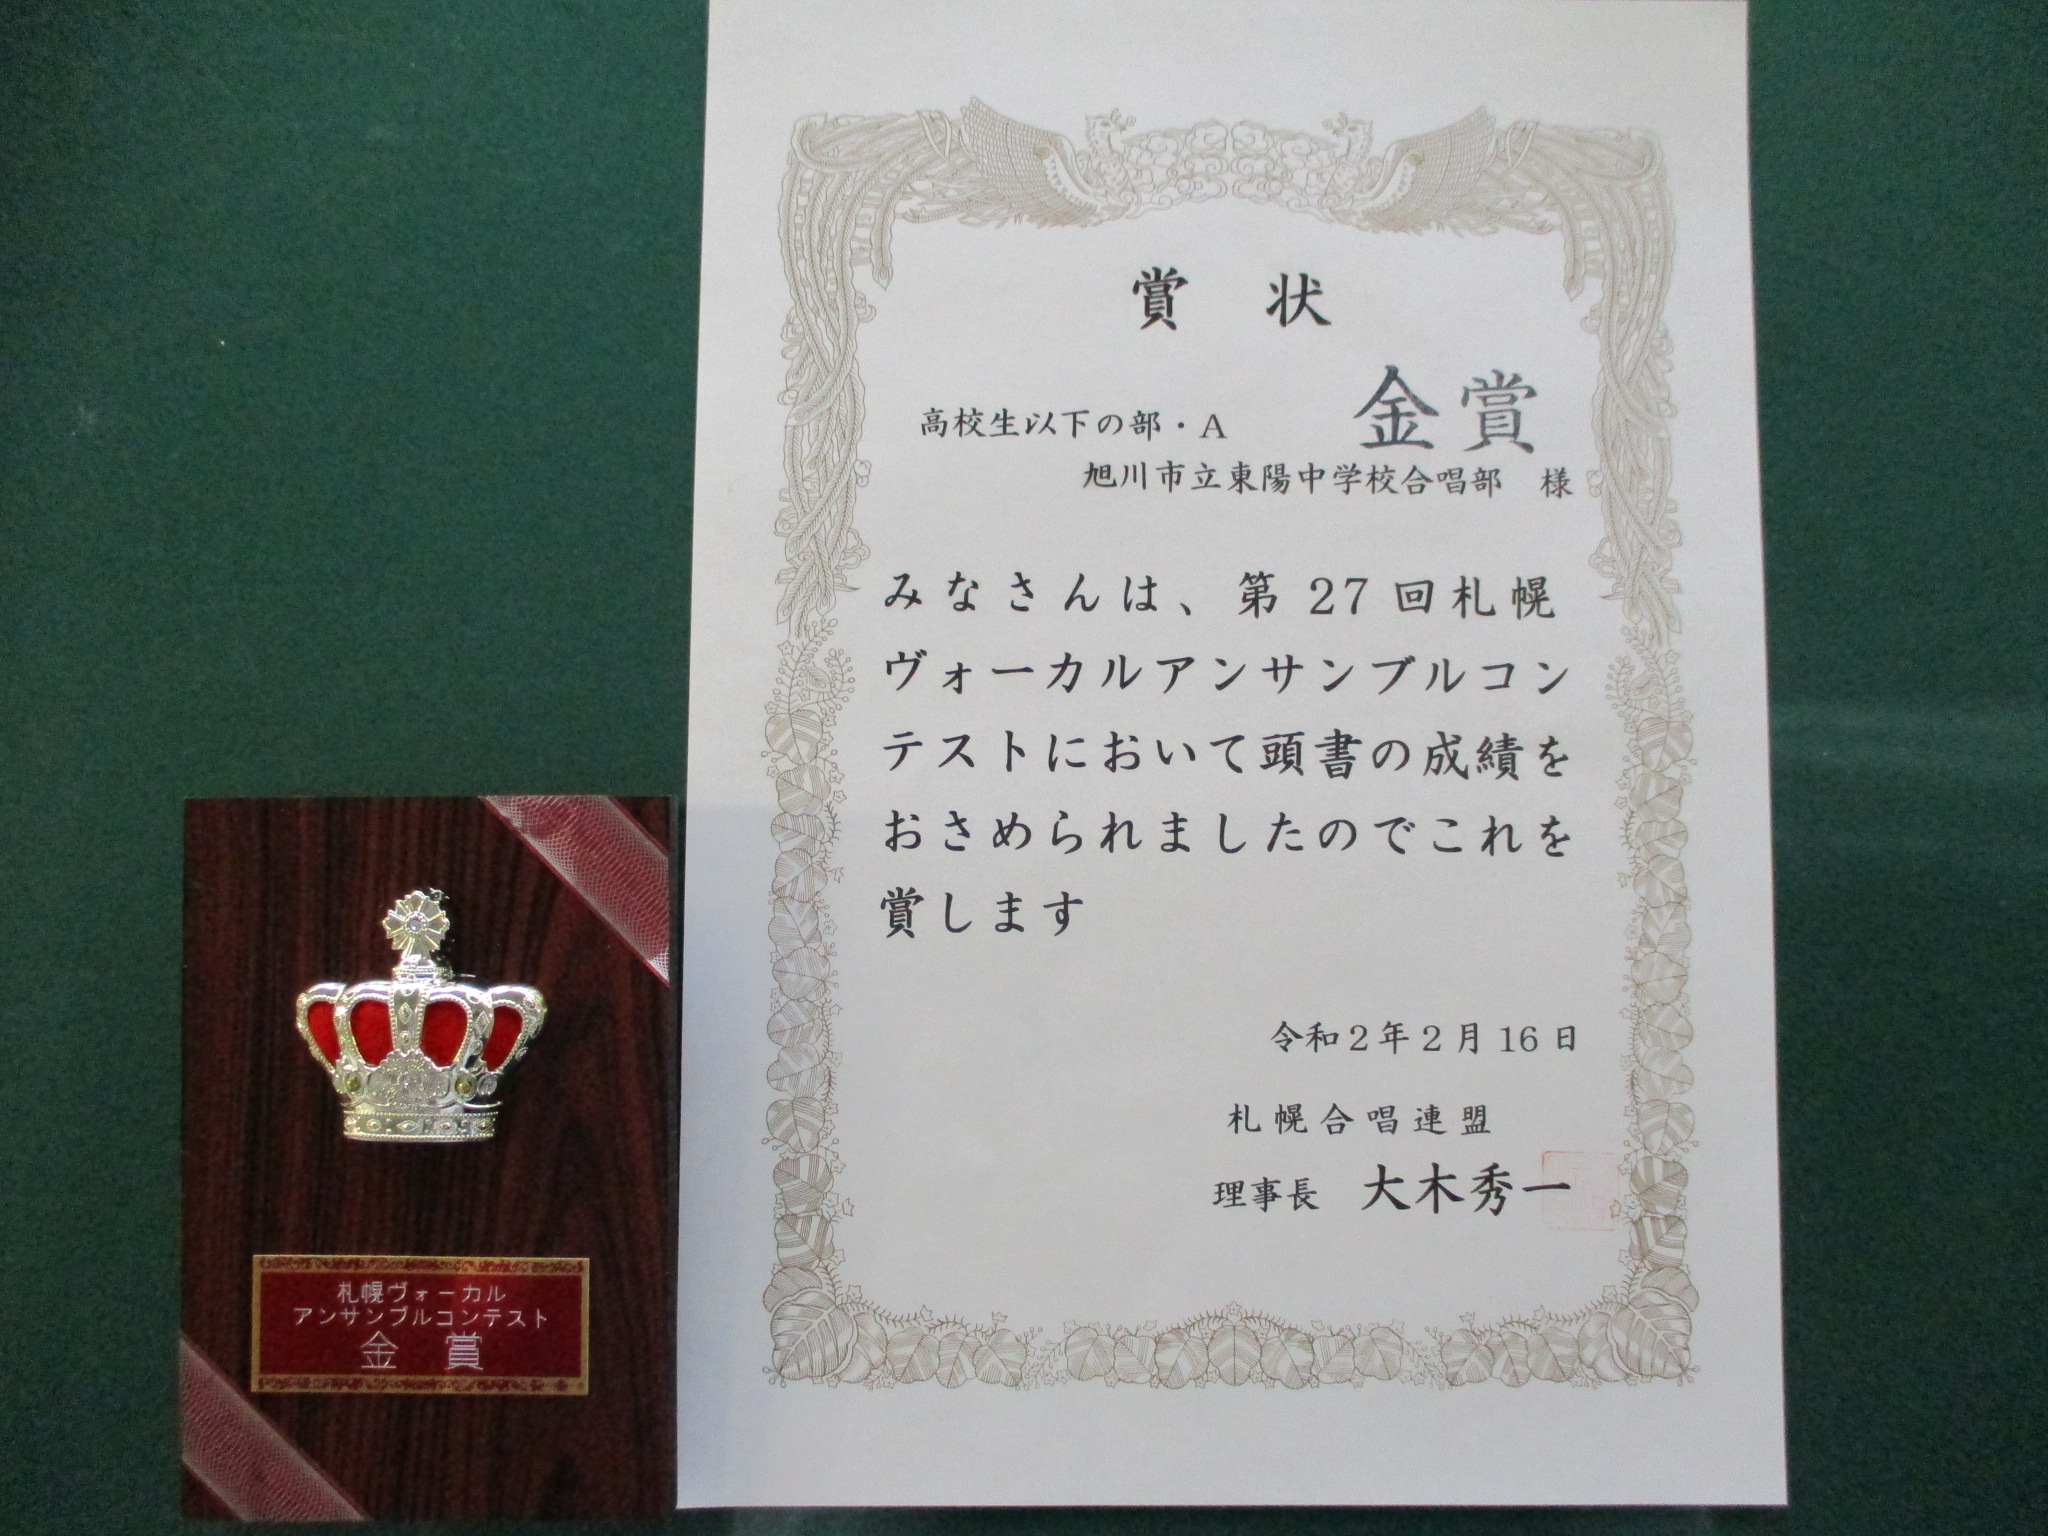 賞 状
金賞
高校生以下の部・A
旭川市立東陽中学校合唱部 様
みなさんは、第27回札幌
ヴォーカルアンサンブルコン
テストにおいて頭書の成績を
おさめられましたのでこれを
賞します
令和2年2月16日
札幌合唱連盟
理事長 大木秀一
札幌ヴォーカル
アンサンブルコンテスト
金 賞